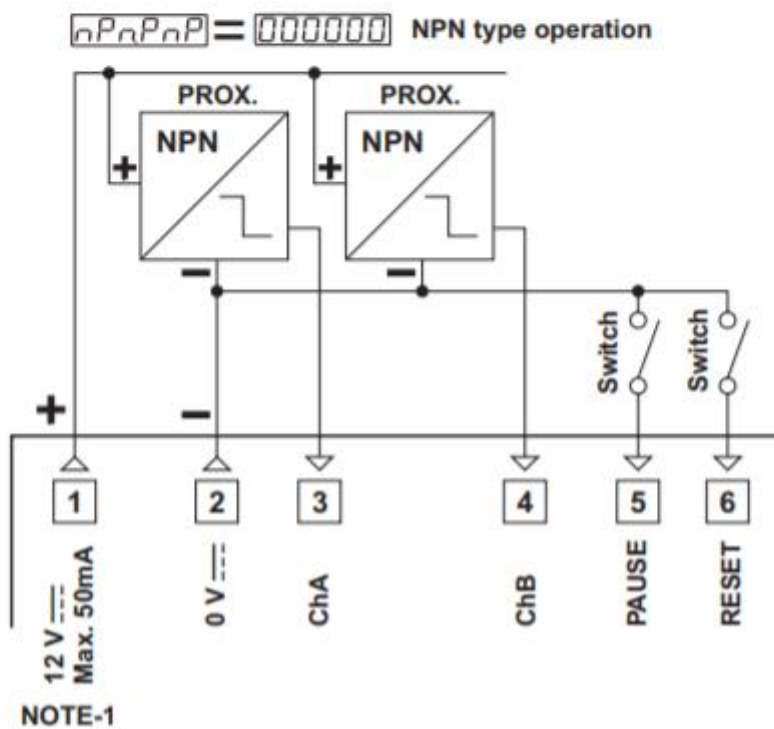 nPnPnP = 000000 NPN type operation
PROX. PROX.
NPN NPN
+ +
− −
Switch Switch
+ −
1 2 3 4 5 6
12 V ⎓ Max. 50mA
0 V ⎓
ChA
ChB
PAUSE
RESET
NOTE-1